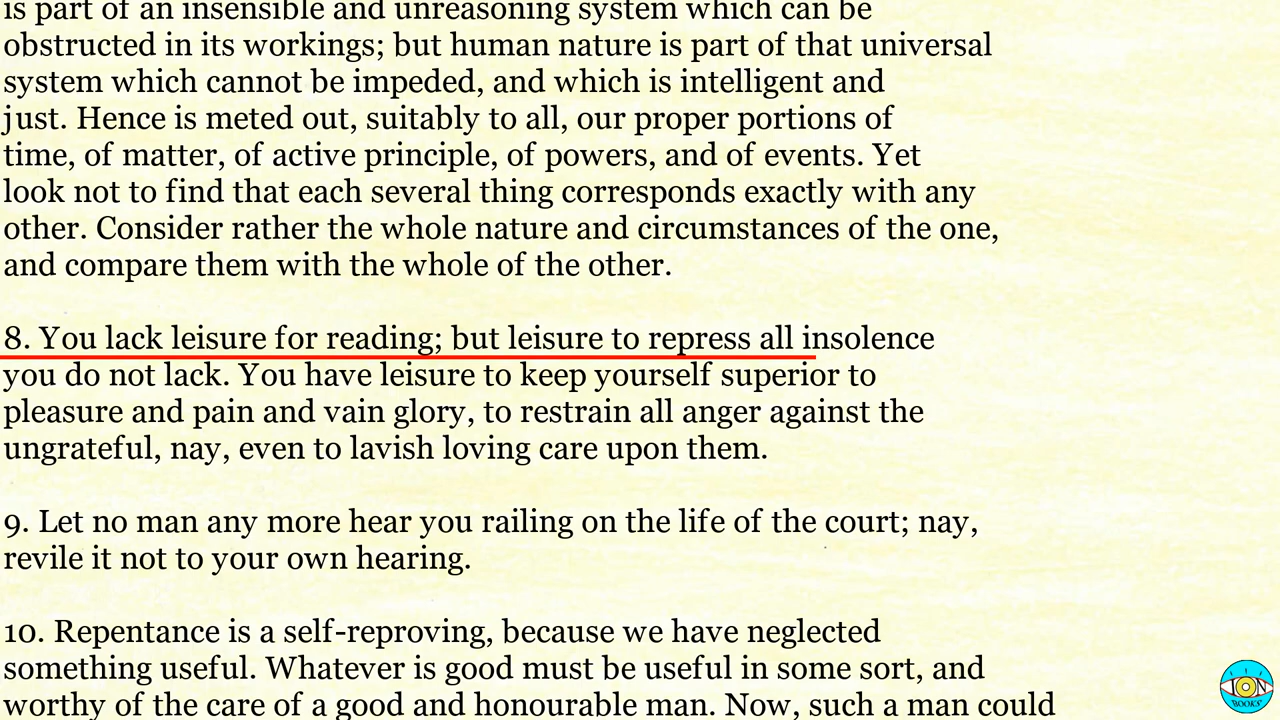 is part of an insensible and unreasoning system which can be
obstructed in its workings; but human nature is part of that universal
system which cannot be impeded, and which is intelligent and
just. Hence is meted out, suitably to all, our proper portions of
time, of matter, of active principle, of powers, and of events. Yet
look not to find that each several thing corresponds exactly with any
other. Consider rather the whole nature and circumstances of the one,
and compare them with the whole of the other.
8. You lack leisure for reading; but leisure to repress all insolence
you do not lack. You have leisure to keep yourself superior to
pleasure and pain and vain glory, to restrain all anger against the
ungrateful, nay, even to lavish loving care upon them.
9. Let no man any more hear you railing on the life of the court; nay,
revile it not to your own hearing.
10. Repentance is a self-reproving, because we have neglected
something useful. Whatever is good must be useful in some sort, and
worthy of the care of a good and honourable man. Now, such a man could
ION
BOOKS